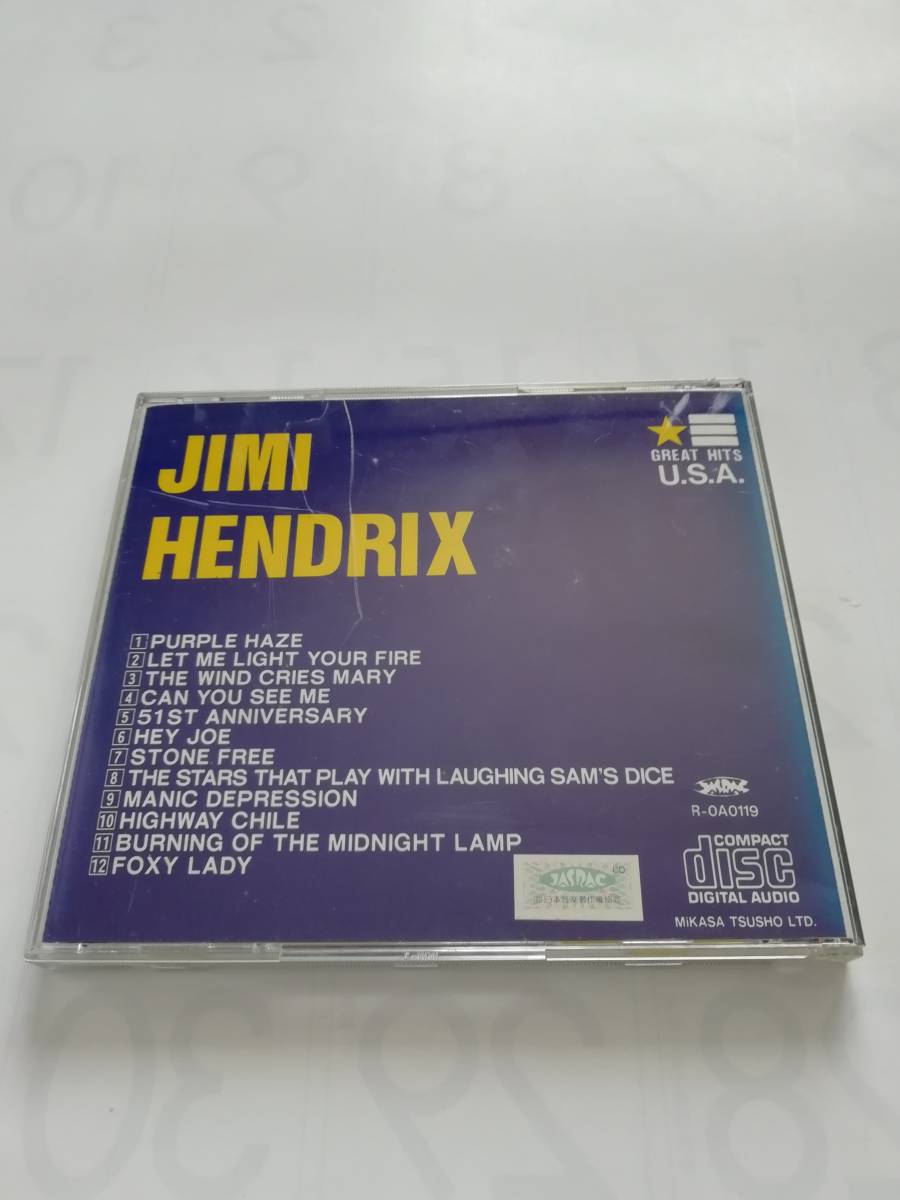 JIMI
HENDRIX
GREAT HITS
U.S.A.
1 PURPLE HAZE
2 LET ME LIGHT YOUR FIRE
3 THE WIND CRIES MARY
4 CAN YOU SEE ME
5 51ST ANNIVERSARY
6 HEY JOE
7 STONE FREE
8 THE STARS THAT PLAY WITH LAUGHING SAM'S DICE
9 MANIC DEPRESSION
10 HIGHWAY CHILE
11 BURNING OF THE MIDNIGHT LAMP
12 FOXY LADY
JASRAC
R-0A0119
COMPACT
disc
DIGITAL AUDIO
MiKASA TSUSHO LTD.
CD
JASRAC